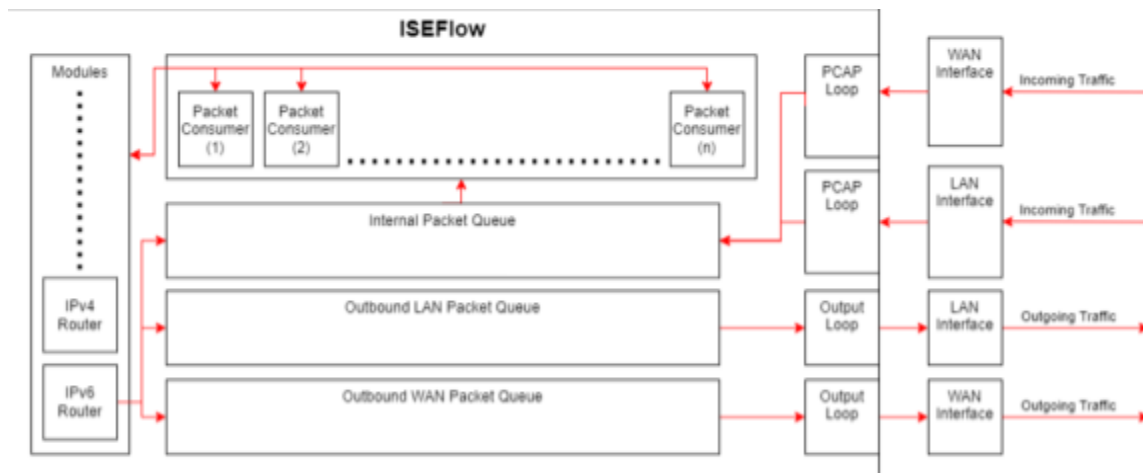 ISEFlow
Modules
Packet
Consumer
(1)
Packet
Consumer
(2)
Packet
Consumer
(n)
PCAP
Loop
WAN
Interface
Incoming Traffic
Internal Packet Queue
PCAP
Loop
LAN
Interface
Incoming Traffic
IPv4
Router
Outbound LAN Packet Queue
Output
Loop
LAN
Interface
Outgoing Traffic
IPv6
Router
Outbound WAN Packet Queue
Output
Loop
WAN
Interface
Outgoing Traffic